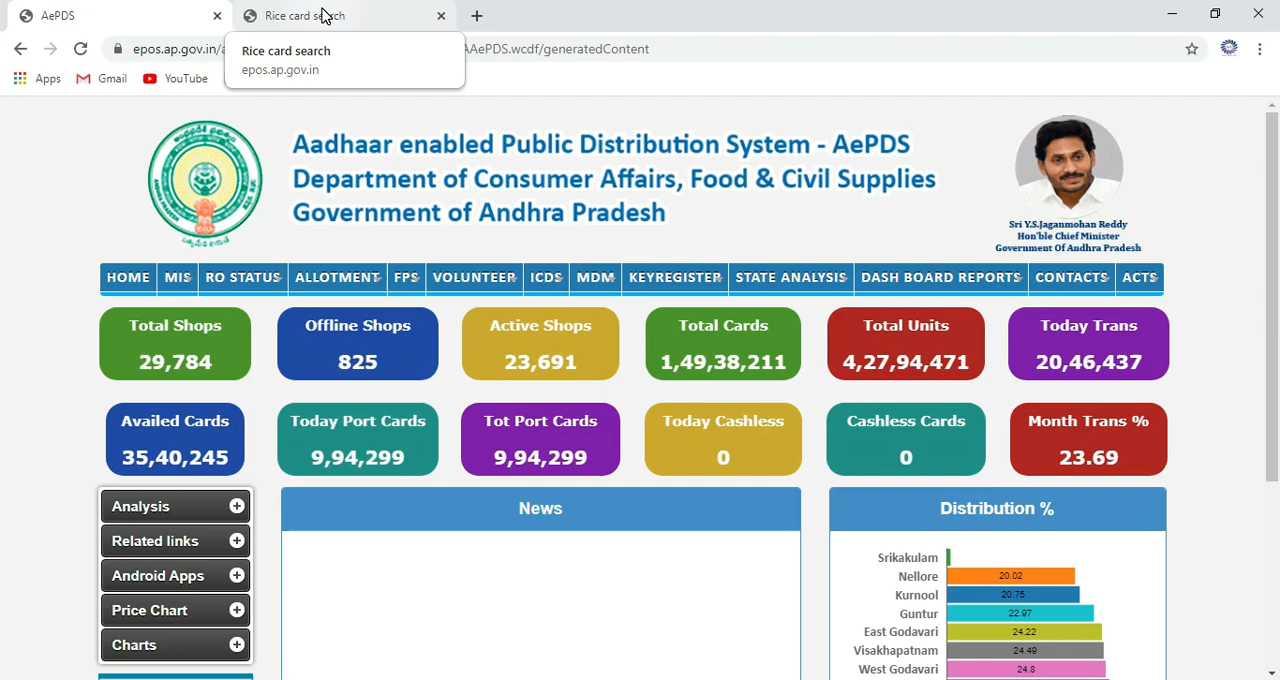 AePDS
Rice card search
epos.ap.gov.in/
AAePDS.wcdf/generatedContent
Rice card search
epos.ap.gov.in
Apps
Gmail
YouTube
Aadhaar enabled Public Distribution System - AePDS
Department of Consumer Affairs, Food & Civil Supplies
Government of Andhra Pradesh
Sri Y.S.Jaganmohan Reddy
Hon'ble Chief Minister
Government Of Andhra Pradesh
HOME MIS RO STATUS ALLOTMENT FPS VOLUNTEER ICDS MDM KEYREGISTER STATE ANALYSIS DASH BOARD REPORTS CONTACTS ACTS
Total Shops
29,784
Offline Shops
825
Active Shops
23,691
Total Cards
1,49,38,211
Total Units
4,27,94,471
Today Trans
20,46,437
Availed Cards
35,40,245
Today Port Cards
9,94,299
Tot Port Cards
9,94,299
Today Cashless
0
Cashless Cards
0
Month Trans %
23.69
Analysis
Related links
Android Apps
Price Chart
Charts
News
Distribution %
Srikakulam
Nellore 20.02
Kurnool 20.75
Guntur 22.97
East Godavari 24.22
Visakhapatnam 24.49
West Godavari 24.8